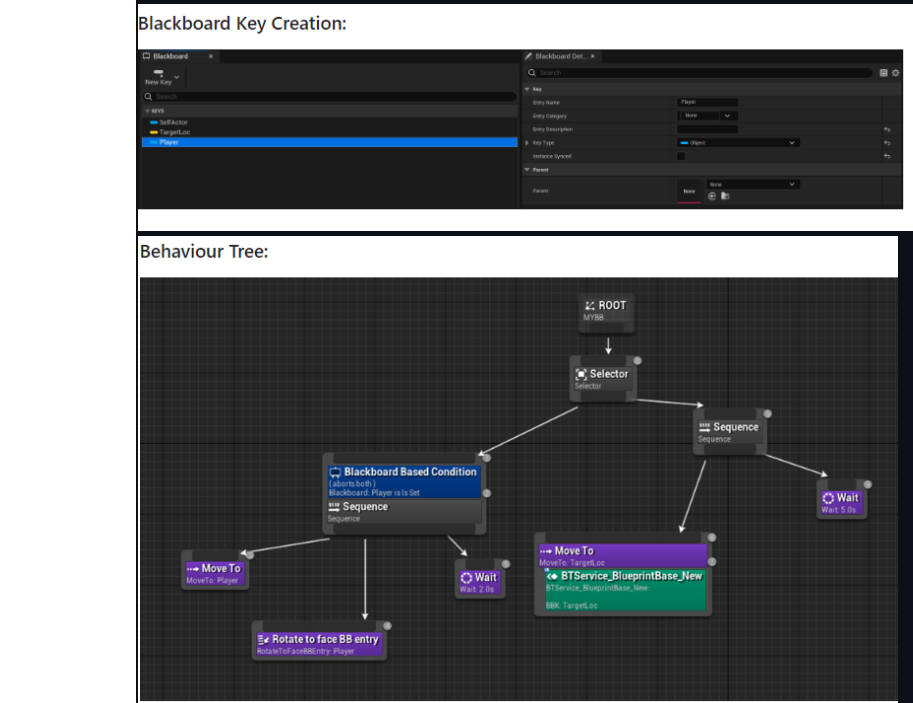 Blackboard Key Creation:
Blackboard
Blackboard Det..
New Key
Search
Search
KEYS
SelfActor
TargetLoc
Player
Key
Entry Name
Player
Entry Category
None
Entry Description
Key Type
Object
Instance Synced
Parent
Parent
None
None
Behaviour Tree:
ROOT
MYBB
Selector
Selector
Sequence
Sequence
Blackboard Based Condition
( aborts both )
Blackboard: Player is Is Set
Sequence
Sequence
Wait
Wait: 5.0s
Move To
MoveTo: Player
Wait
Wait: 2.0s
Move To
MoveTo: TargetLoc
BTService_BlueprintBase_New
BTService_BlueprintBase_New:
BBK: TargetLoc
Rotate to face BB entry
RotateToFaceBBEntry: Player